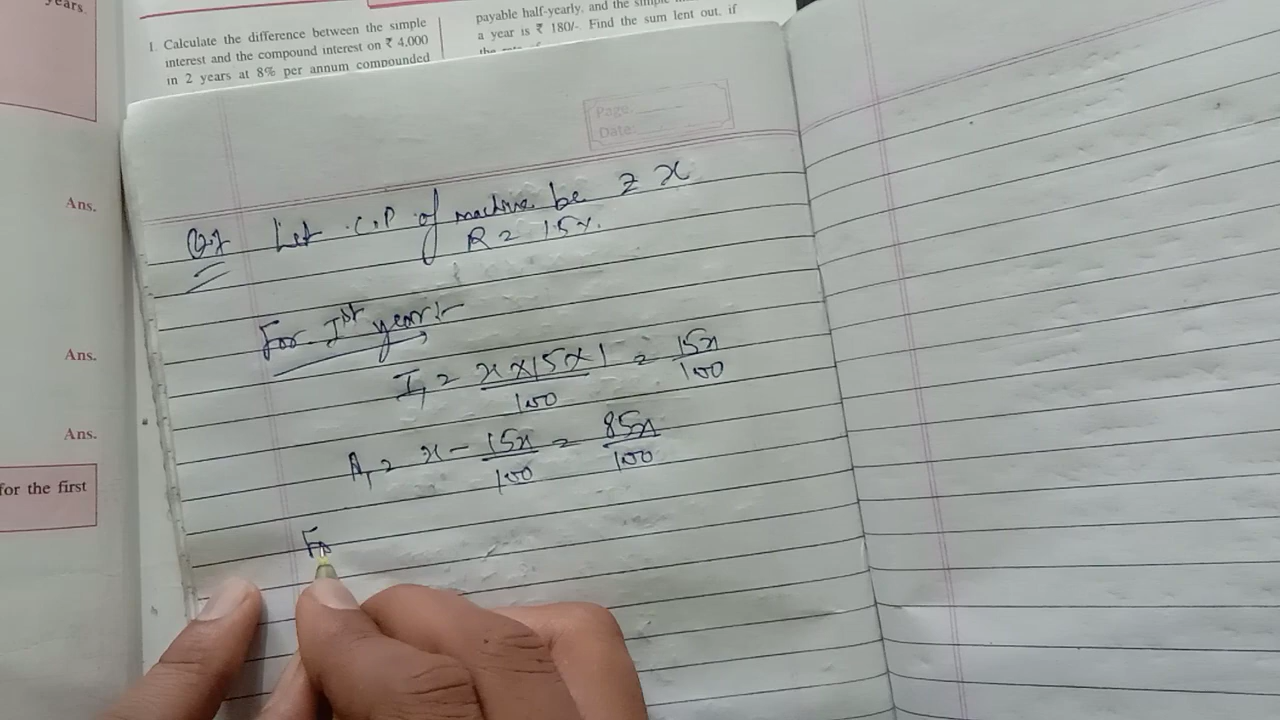 years.
1. Calculate the difference between the simple
interest and the compound interest on ₹ 4,000
in 2 years at 8% per annum compounded
payable half-yearly, and the simple
a year is ₹ 180/- Find the sum lent out, if
the
Page:
Date:
Ans.
Ans.
Ans.
for the first
Let C.P of machine be ₹ x
R = 15%.
For Ist year:-
I₁ = x×15×1/100 = 15x/100
A₁ = x - 15x/100 = 85x/100
Fo